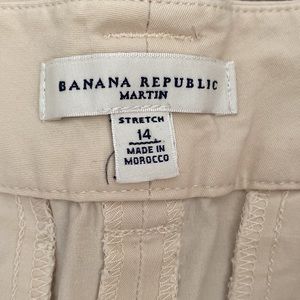 BANANA REPUBLIC
MARTIN
STRETCH
14
MADE IN
MOROCCO